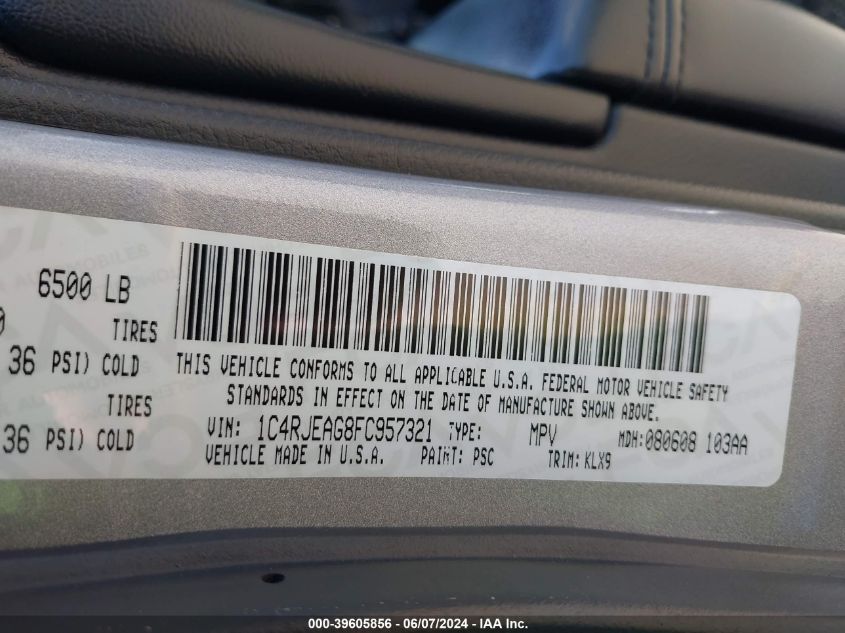 6500 LB
TIRES
36 PSI) COLD
TIRES
36 PSI) COLD
THIS VEHICLE CONFORMS TO ALL APPLICABLE U.S.A. FEDERAL MOTOR VEHICLE SAFETY
STANDARDS IN EFFECT ON THE DATE OF MANUFACTURE SHOWN ABOVE.
VIN: 1C4RJEAG8FC957321 TYPE: MPV MDH:080608 103AA
VEHICLE MADE IN U.S.A. PAINT: PSC TRIM: KLX9
000-39605856 - 06/07/2024 - IAA Inc.